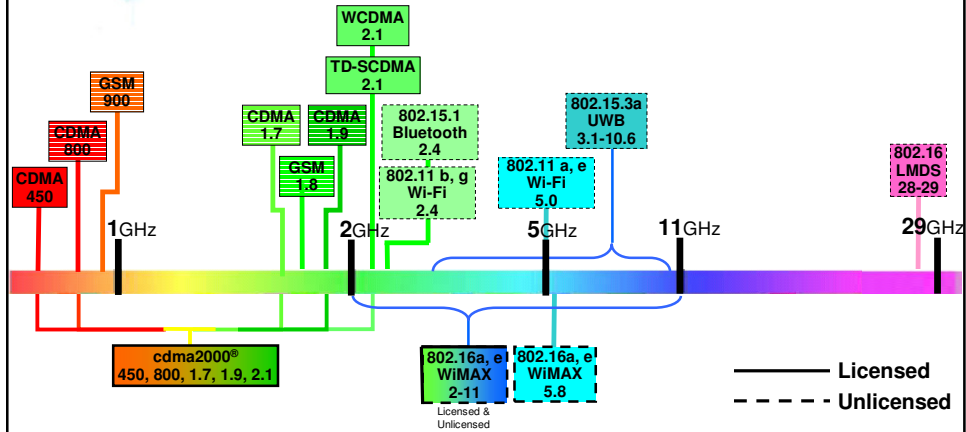 WCDMA
2.1
TD-SCDMA
2.1
GSM
900
CDMA
800
CDMA
450
CDMA
1.7
CDMA
1.9
GSM
1.8
802.15.1
Bluetooth
2.4
802.11 b, g
Wi-Fi
2.4
802.15.3a
UWB
3.1-10.6
802.11 a, e
Wi-Fi
5.0
802.16
LMDS
28-29
1GHz
2GHz
5GHz
11GHz
29GHz
cdma2000®
450, 800, 1.7, 1.9, 2.1
802.16a, e
WiMAX
2-11
Licensed &
Unlicensed
802.16a, e
WiMAX
5.8
Licensed
Unlicensed